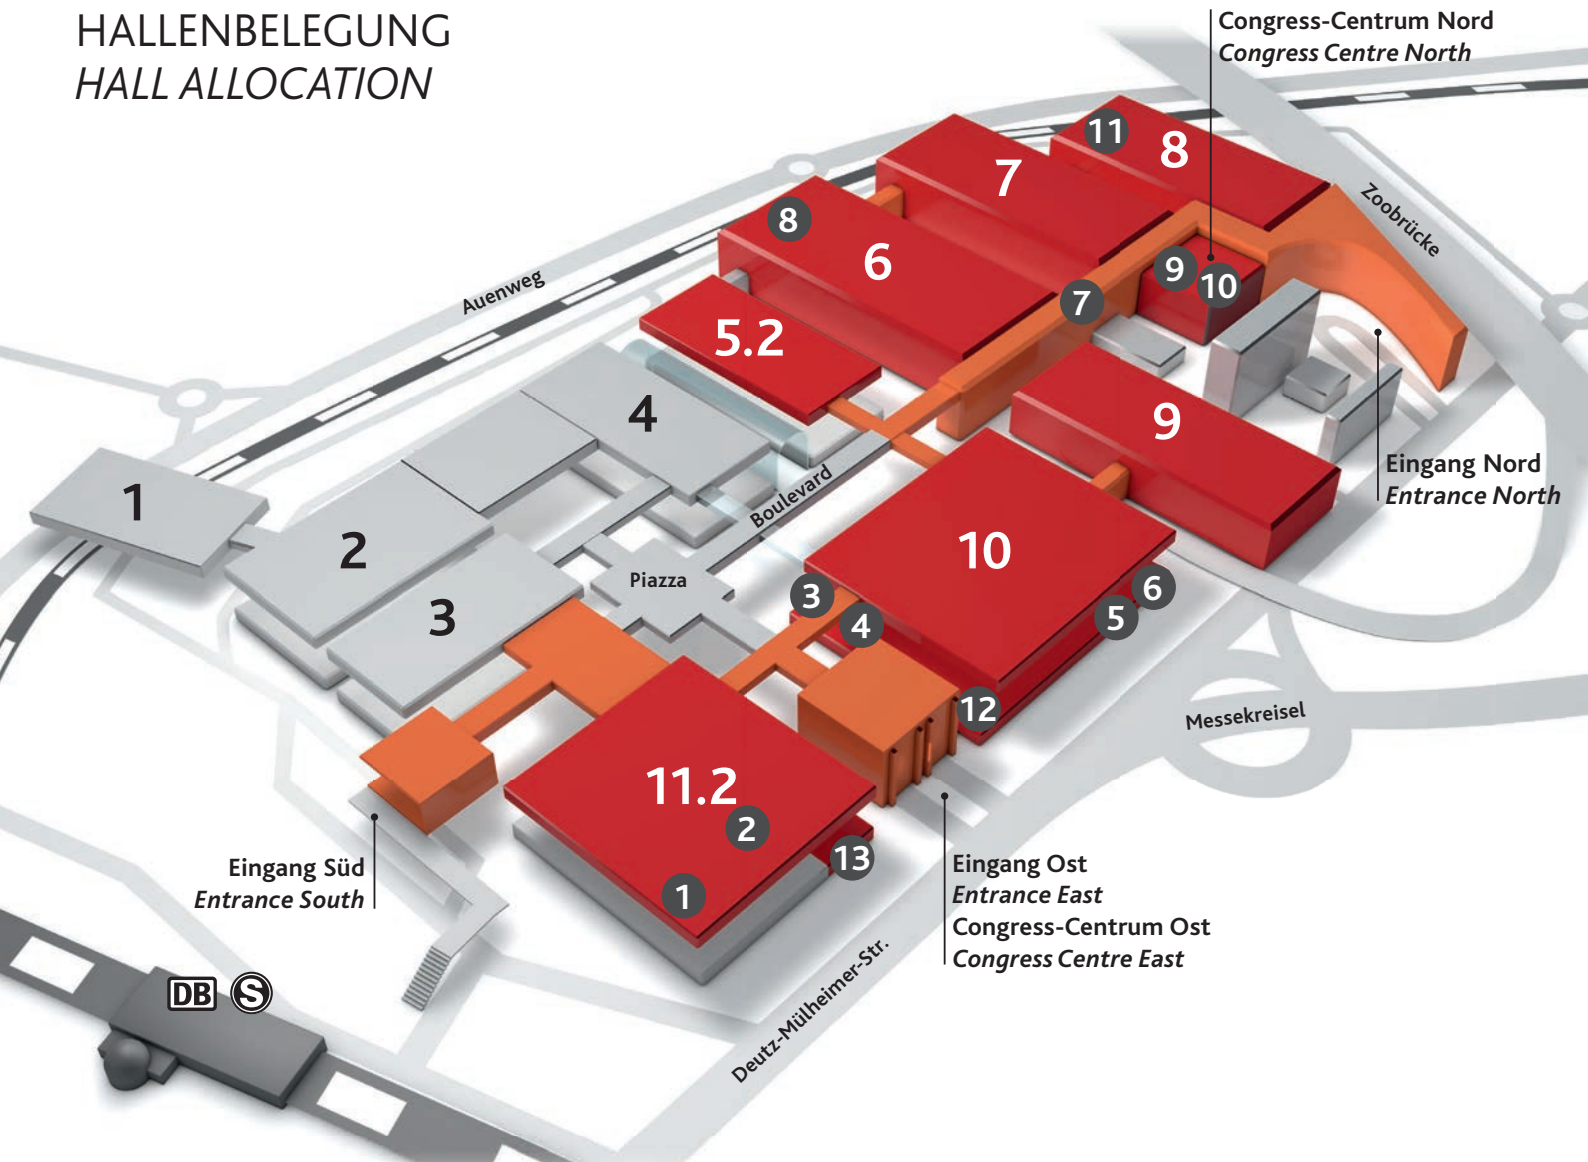 HALLENBELEGUNG
HALL ALLOCATION
Congress-Centrum Nord
Congress Centre North
11
8
7
Zoobrücke
8
6
9
10
7
Auenweg
5.2
4
9
Eingang Nord
Entrance North
1
Boulevard
2
10
Piazza
3
3
4
6
5
12
Messekreisel
11.2
2
13
1
Eingang Süd
Entrance South
Eingang Ost
Entrance East
Congress-Centrum Ost
Congress Centre East
DB
S
Deutz-Mülheimer-Str.